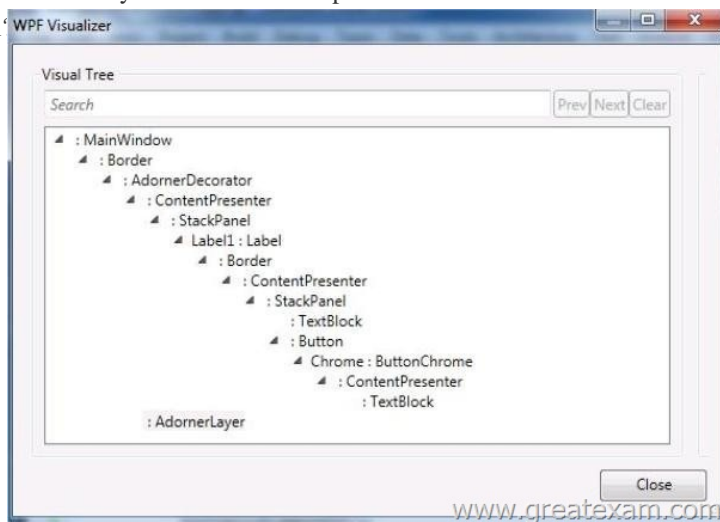 WPF Visualizer
Visual Tree
Search
Prev Next Clear
: MainWindow
: Border
: AdornerDecorator
: ContentPresenter
: StackPanel
Label1 : Label
: Border
: ContentPresenter
: StackPanel
: TextBlock
: Button
Chrome : ButtonChrome
: ContentPresenter
: TextBlock
: AdornerLayer
Close
www.greatexam.com